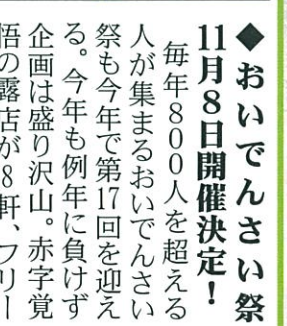 ◆おいでんさい祭
11月8日開催決定！
毎年800人を超える
人が集まるおいでんさい
祭も今年で第17回を迎え
る。今年も例年に負けず
企画は盛り沢山。赤字覚
悟の露店が8軒、フリー